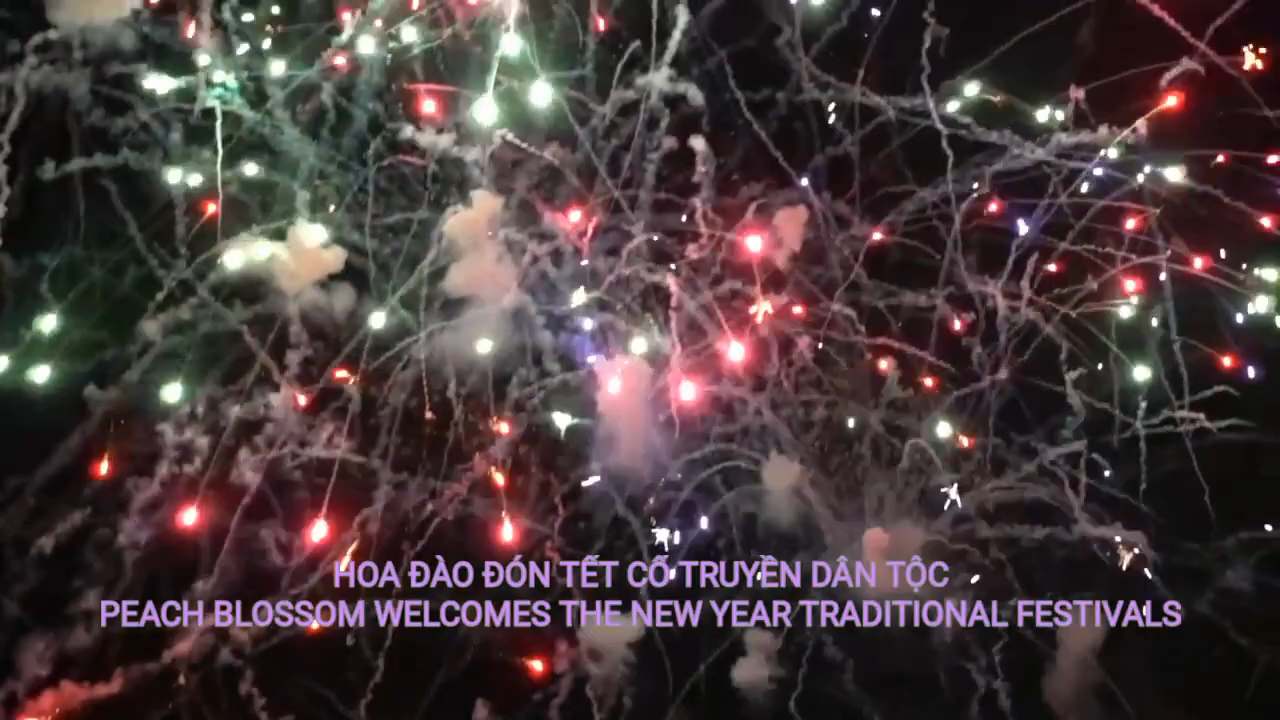 HOA ĐÀO ĐÓN TẾT CỔ TRUYỀN DÂN TỘC
PEACH BLOSSOM WELCOMES THE NEW YEAR TRADITIONAL FESTIVALS